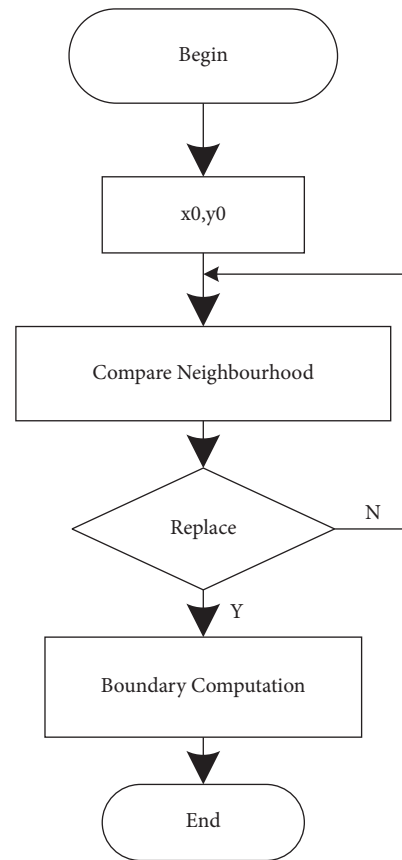 Begin
x0,y0
Compare Neighbourhood
Replace
N
Y
Boundary Computation
End